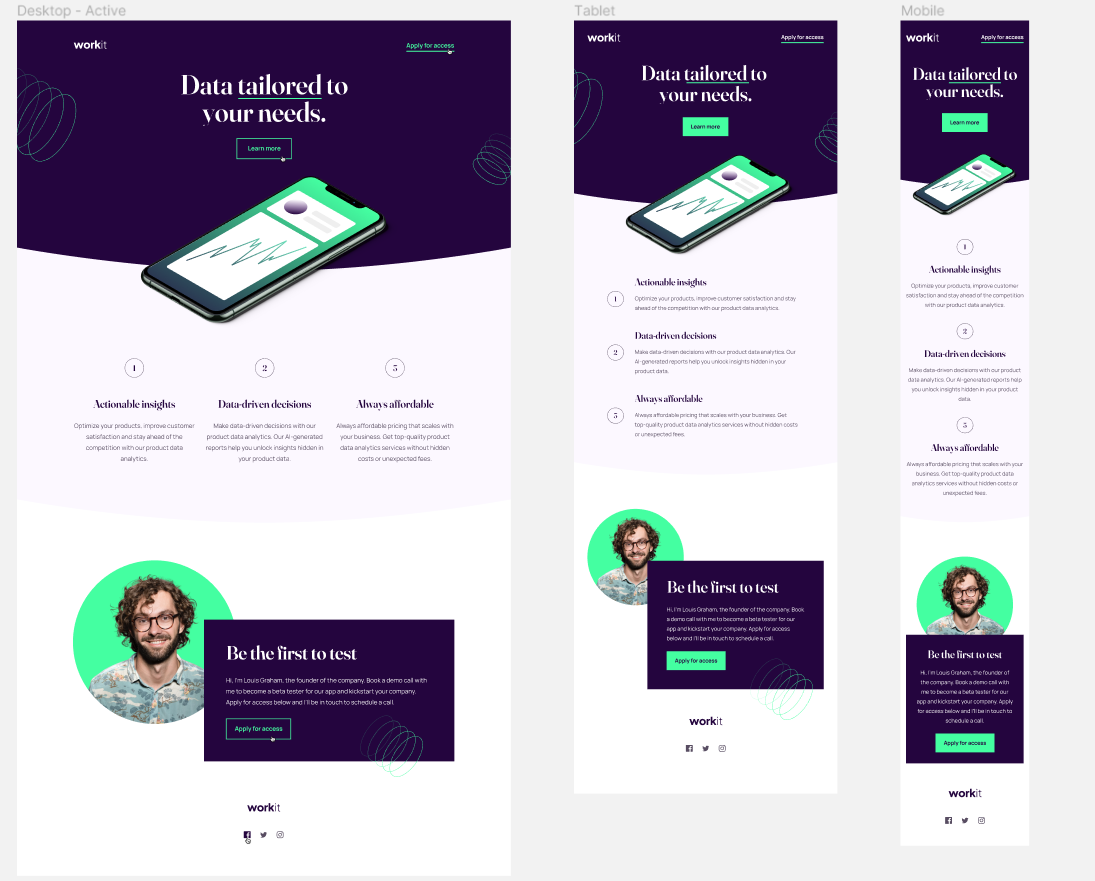 Desktop - Active
workit
Apply for access
Data tailored to
your needs.
Learn more
1
Actionable insights
Optimize your products, improve customer
satisfaction and stay ahead of the
competition with our product data
analytics.
2
Data-driven decisions
Make data-driven decisions with our
product data analytics. Our AI-generated
reports help you unlock insights hidden in
your product data.
3
Always affordable
Always affordable pricing that scales with
your business. Get top-quality product
data analytics services without hidden
costs or unexpected fees.
Be the first to test
Hi, I'm Louis Graham, the founder of the company. Book a demo call with
me to become a beta tester for our app and kickstart your company.
Apply for access below and I'll be in touch to schedule a call.
Apply for access
workit
Tablet
workit
Apply for access
Data tailored to
your needs.
Learn more
1
Actionable insights
Optimize your products, improve customer satisfaction and stay
ahead of the competition with our product data analytics.
2
Data-driven decisions
Make data-driven decisions with our product data analytics. Our
AI-generated reports help you unlock insights hidden in your
product data.
3
Always affordable
Always affordable pricing that scales with your business. Get
top-quality product data analytics services without hidden costs
or unexpected fees.
Be the first to test
Hi, I'm Louis Graham, the founder of the company. Book
a demo call with me to become a beta tester for our
app and kickstart your company. Apply for access
below and I'll be in touch to schedule a call.
Apply for access
workit
Mobile
workit
Apply for access
Data tailored to
your needs.
Learn more
1
Actionable insights
Optimize your products, improve customer
satisfaction and stay ahead of the competition
with our product data analytics.
2
Data-driven decisions
Make data-driven decisions with our product
data analytics. Our AI-generated reports help
you unlock insights hidden in your product
data.
3
Always affordable
Always affordable pricing that scales with your
business. Get top-quality product data
analytics services without hidden costs or
unexpected fees.
Be the first to test
Hi, I'm Louis Graham, the founder of
the company. Book a demo call with
me to become a beta tester for our
app and kickstart your company. Apply
for access below and I'll be in touch to
schedule a call.
Apply for access
workit